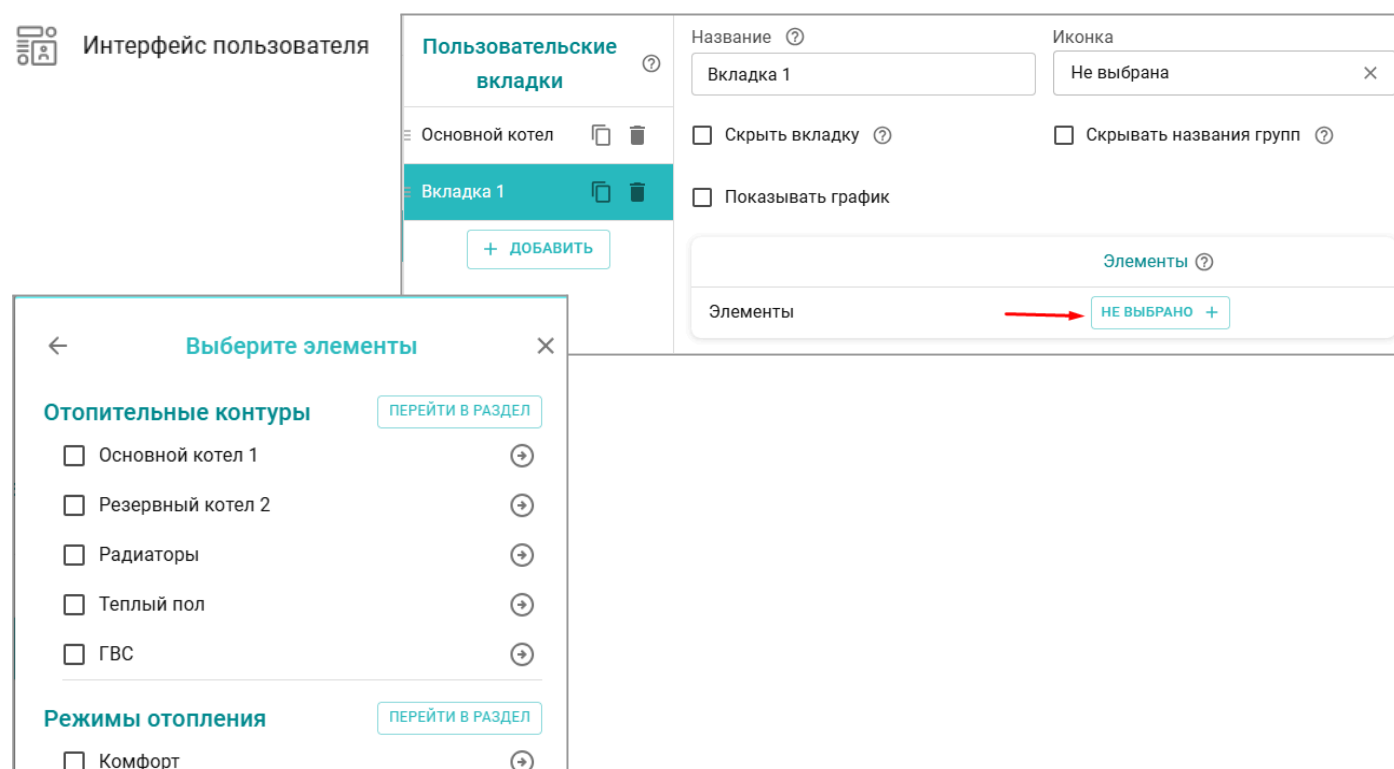 Интерфейс пользователя
Пользовательские
вкладки
Основной котел
Вкладка 1
+ ДОБАВИТЬ
Название
Вкладка 1
Иконка
Не выбрана
Скрыть вкладку
Скрывать названия групп
Показывать график
Элементы
Элементы
НЕ ВЫБРАНО +
Выберите элементы
Отопительные контуры
ПЕРЕЙТИ В РАЗДЕЛ
Основной котел 1
Резервный котел 2
Радиаторы
Теплый пол
ГВС
Режимы отопления
ПЕРЕЙТИ В РАЗДЕЛ
Комфорт